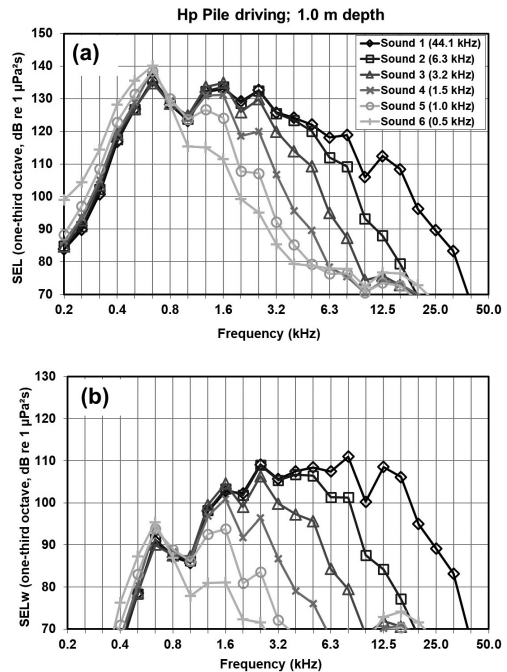 Hp Pile driving; 1.0 m depth
SEL (one-third octave, dB re 1 µPa²s)
150
140
130
120
110
100
90
80
70
(a)
Sound 1 (44.1 kHz)
Sound 2 (6.3 kHz)
Sound 3 (3.2 kHz)
Sound 4 (1.5 kHz)
Sound 5 (1.0 kHz)
Sound 6 (0.5 kHz)
0.2 0.4 0.8 1.6 3.2 6.3 12.5 25.0 50.0
Frequency (kHz)
SELw (one-third octave, dB re 1 µPa²s)
130
120
110
100
90
80
70
(b)
0.2 0.4 0.8 1.6 3.2 6.3 12.5 25.0 50.0
Frequency (kHz)